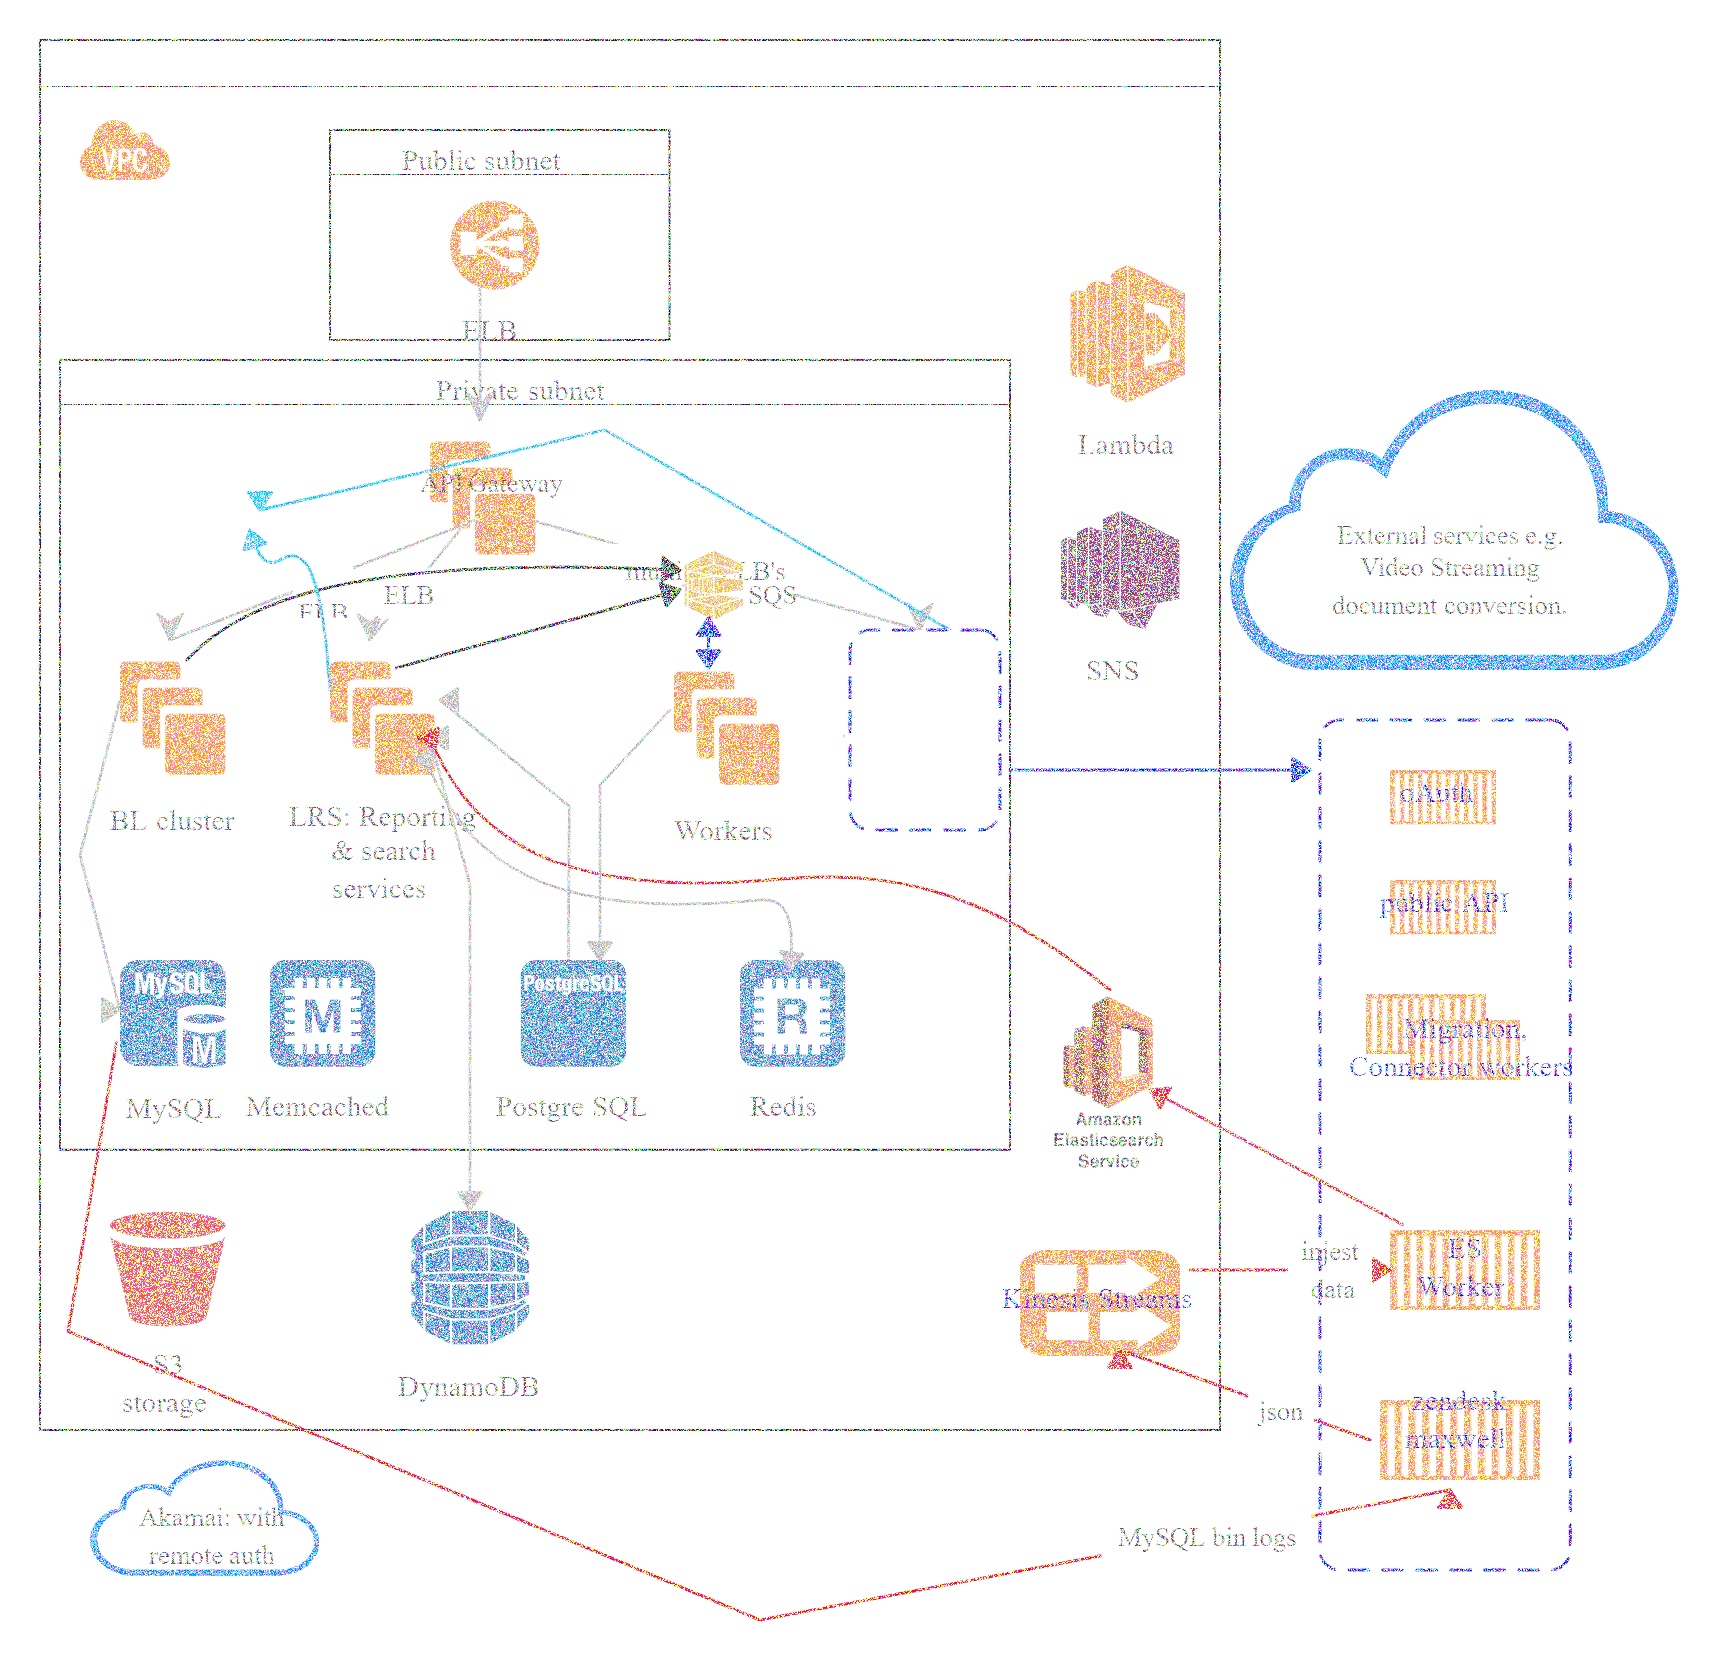 VPC
Public subnet
ELB
Private subnet
API Gateway
Lambda
LB's
SQS
ELB
ELB
External services e.g.
Video Streaming
document conversion.
SNS
BL cluster
LRS: Reporting
& search
services
Workers
oAuth
public API
Migration.
Connector workers
MySQL
M
M
PostgreSQL
R
MySQL
Memcached
Postgre SQL
Redis
Amazon
Elasticsearch
Service
injest
data
ES
Worker
Kinesis Streams
S3
storage
DynamoDB
json
zendesk
maxwell
Akamai: with
remote auth
MySQL bin logs